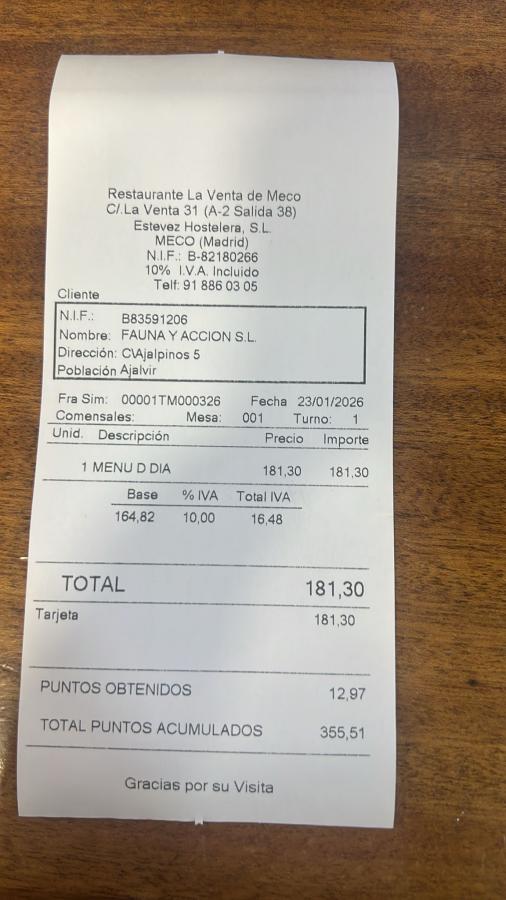 Restaurante La Venta de Meco
C/.La Venta 31 (A-2 Salida 38)
Estevez Hostelera, S.L.
MECO (Madrid)
N.I.F.: B-82180266
10% I.V.A. Incluido
Telf: 91 886 03 05
Cliente
N.I.F.: B83591206
Nombre: FAUNA Y ACCION S.L.
Dirección: C\Ajalpinos 5
Población Ajalvir
Fra Sim: 00001TM000326 Fecha 23/01/2026
Comensales: Mesa: 001 Turno: 1
Unid. Descripción Precio Importe
1 MENU D DIA 181,30 181,30
Base % IVA Total IVA
164,82 10,00 16,48
TOTAL 181,30
Tarjeta 181,30
PUNTOS OBTENIDOS 12,97
TOTAL PUNTOS ACUMULADOS 355,51
Gracias por su Visita